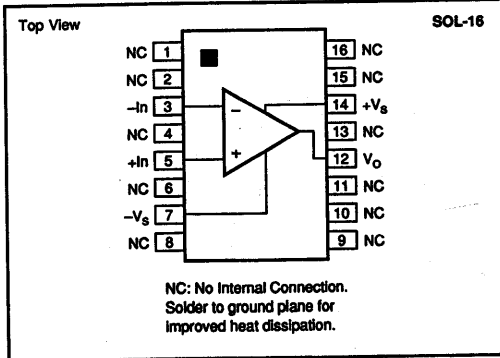 Top View SOL-16
NC 1 16 NC
NC 2 15 NC
–In 3 – 14 +VS
NC 4 13 NC
+In 5 + 12 VO
NC 6 11 NC
–VS 7 10 NC
NC 8 9 NC
NC: No Internal Connection.
Solder to ground plane for
improved heat dissipation.